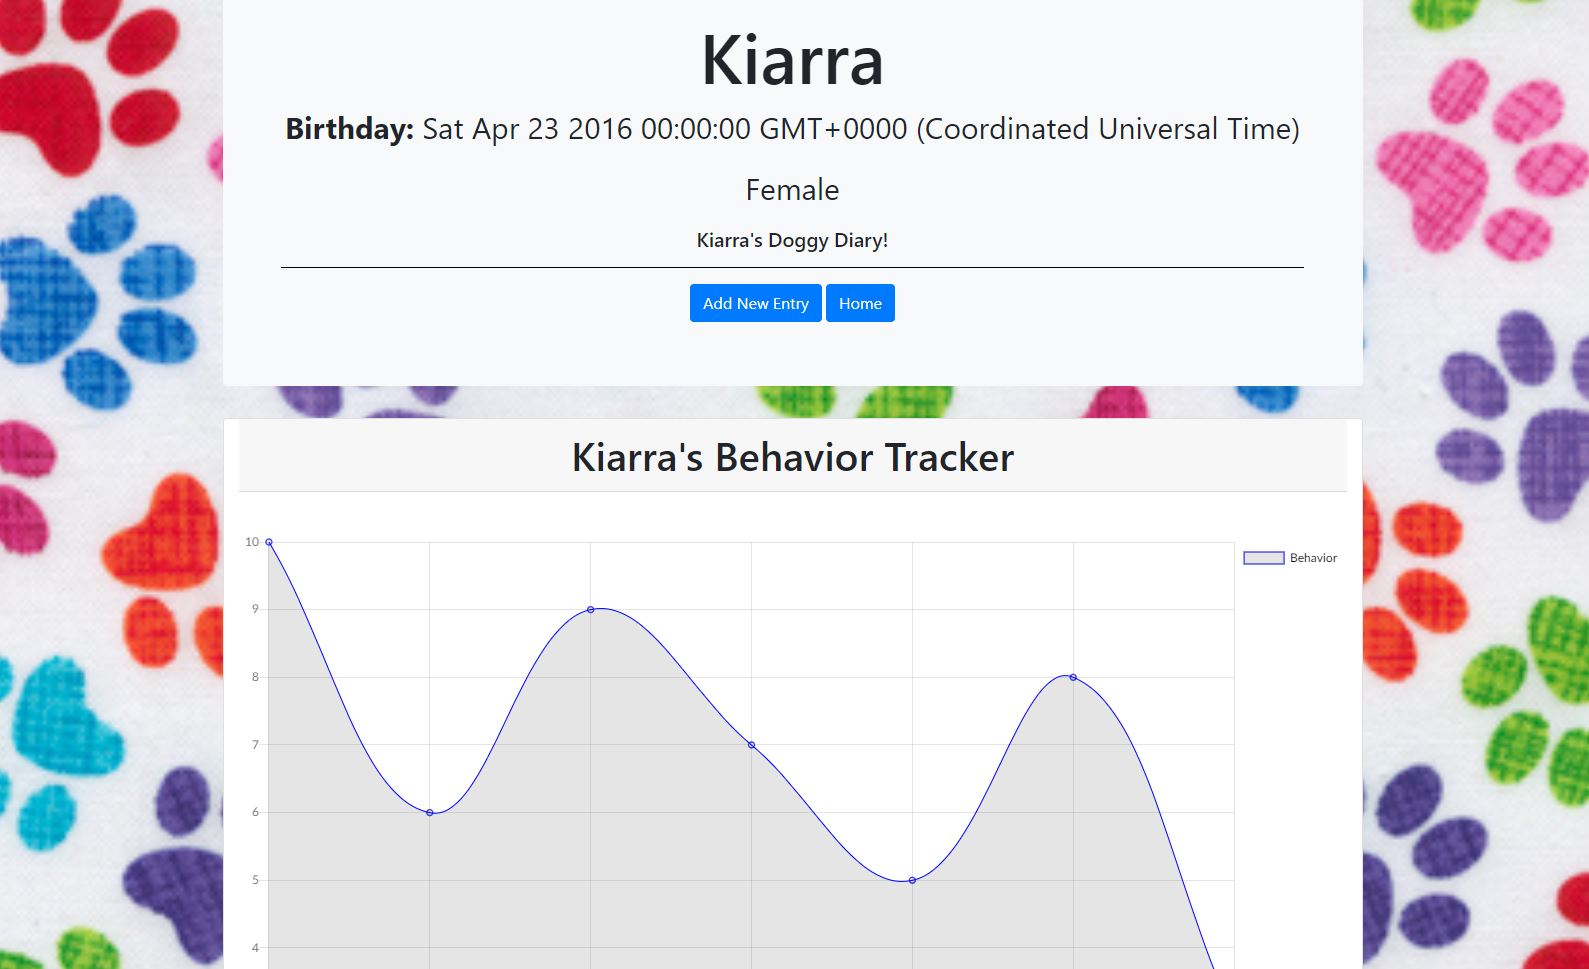 Kiarra
Birthday: Sat Apr 23 2016 00:00:00 GMT+0000 (Coordinated Universal Time)
Female
Kiarra's Doggy Diary!
Add New Entry Home
Kiarra's Behavior Tracker
10
Behavior
9
8
7
6
5
4